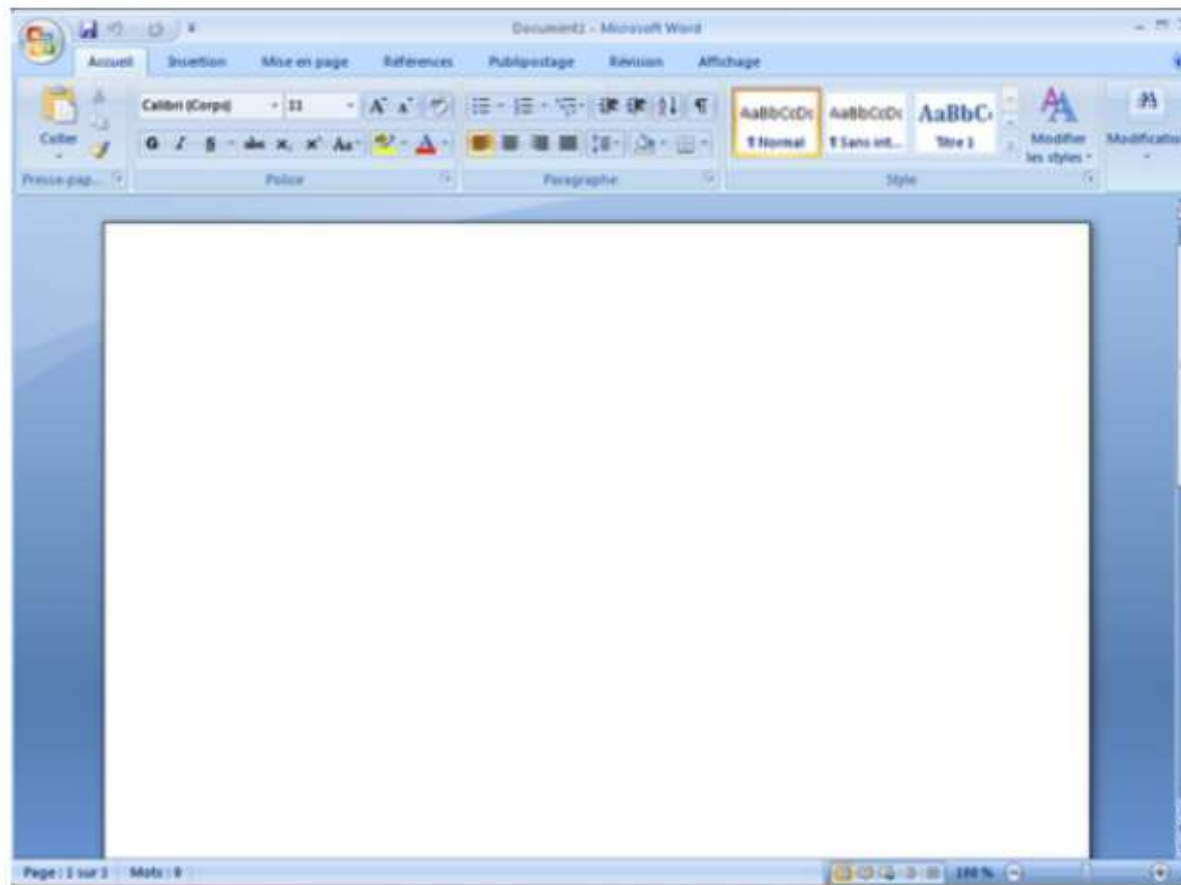 Document1 - Microsoft Word
Accueil Insertion Mise en page Références Publipostage Révision Affichage
Calibri (Corps) 11 A A
AaBbCcDc AaBbCcDc AaBbC
Coller
G I S abc x, x' Aa A
¶ Normal ¶ Sans int... Titre 1 Modifier les styles Modification
Presse-pap... Police Paragraphe Style
Page : 1 sur 1 Mots : 0 100 %